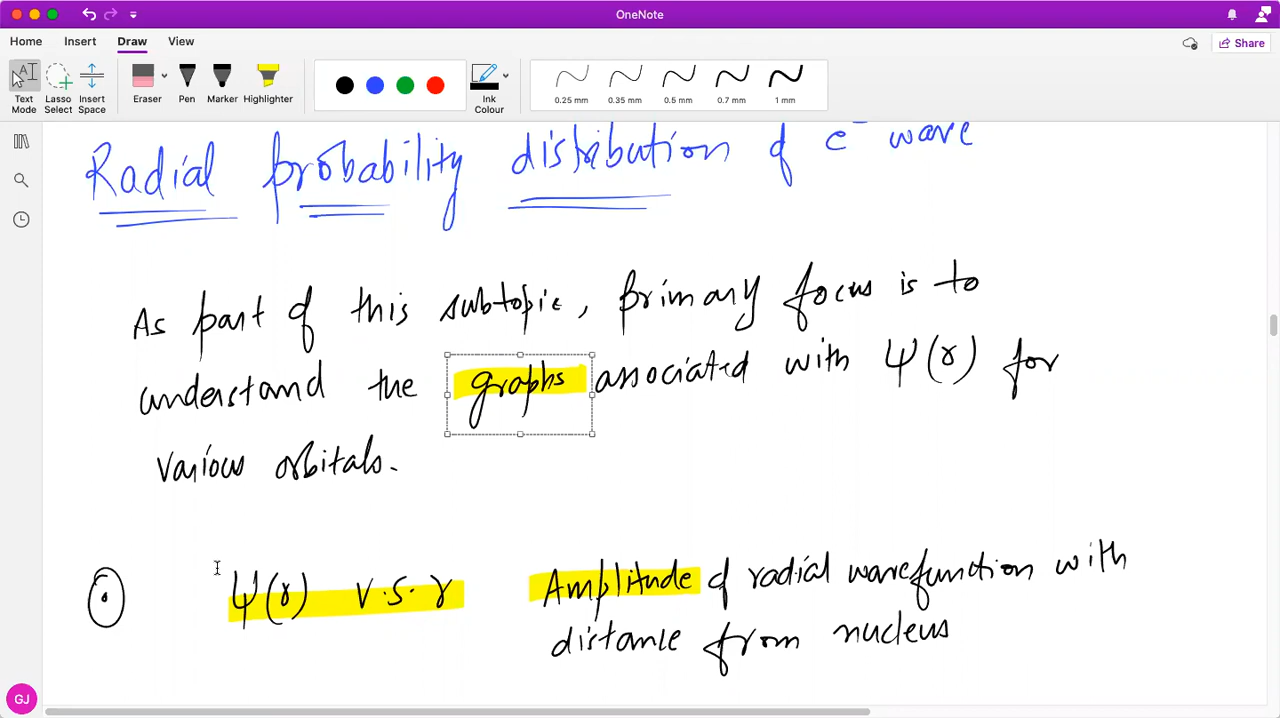 OneNote
Home Insert Draw View
Share
Text Mode
Lasso Select
Insert Space
Eraser
Pen
Marker
Highlighter
Ink Colour
0.25 mm
0.35 mm
0.5 mm
0.7 mm
1 mm
Radial probability distribution of e⁻ wave
As part of this subtopic, primary focus is to
understand the graphs associated with ψ(r) for
various orbitals.
ψ(r) v.s. r Amplitude of radial wavefunction with
distance from nucleus
GJ